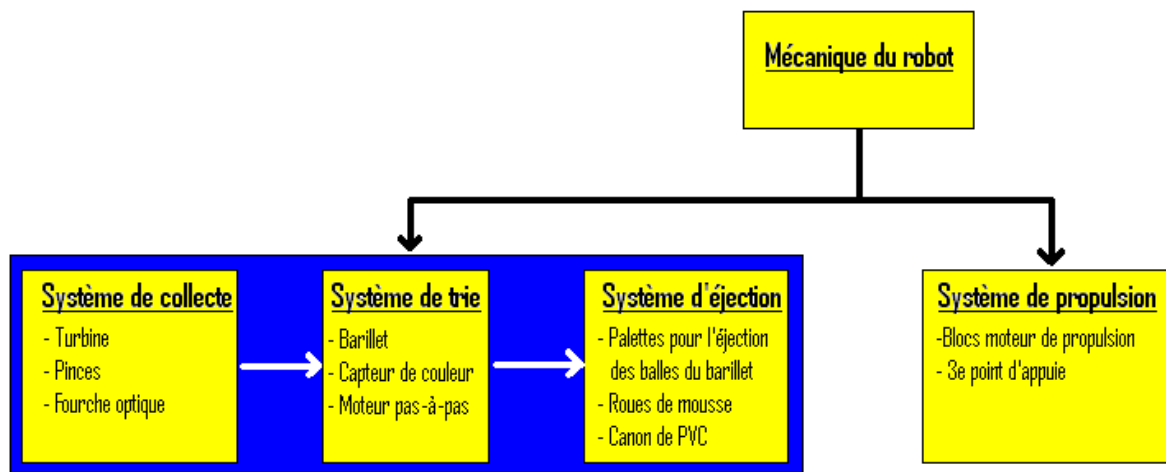 Mécanique du robot
Système de collecte
- Turbine
- Pinces
- Fourche optique
Système de trie
- Barillet
- Capteur de couleur
- Moteur pas-à-pas
Système d'éjection
- Palettes pour l'éjection
des balles du barillet
- Roues de mousse
- Canon de PVC
Système de propulsion
-Blocs moteur de propulsion
- 3e point d'appuie